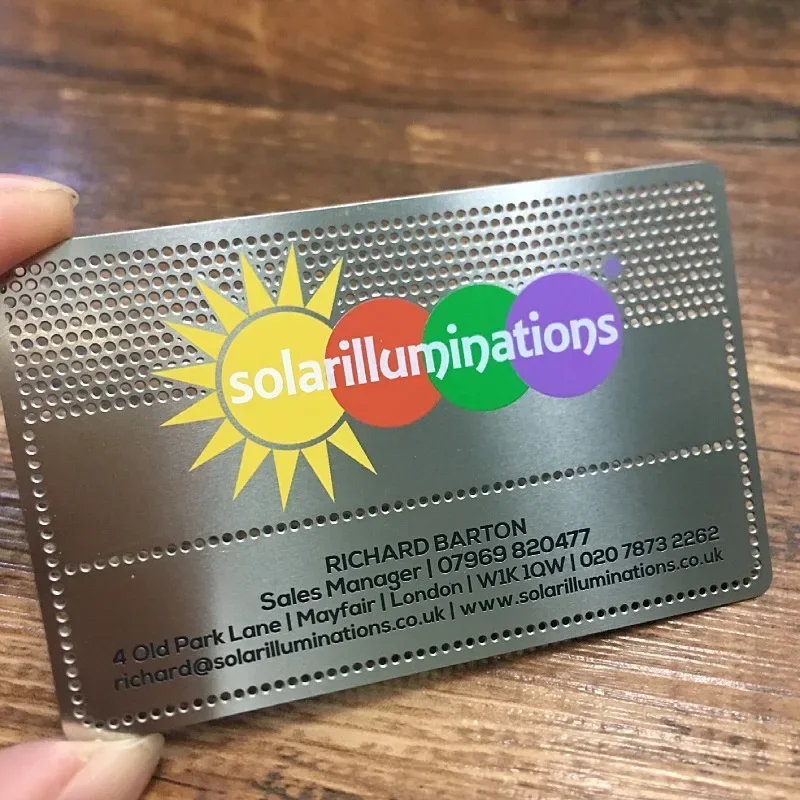 solarilluminations
RICHARD BARTON
Sales Manager | 07969 820477
4 Old Park Lane | Mayfair | London | W1K 1QW | 020 7873 2262
richard@solarilluminations.co.uk | www.solarilluminations.co.uk